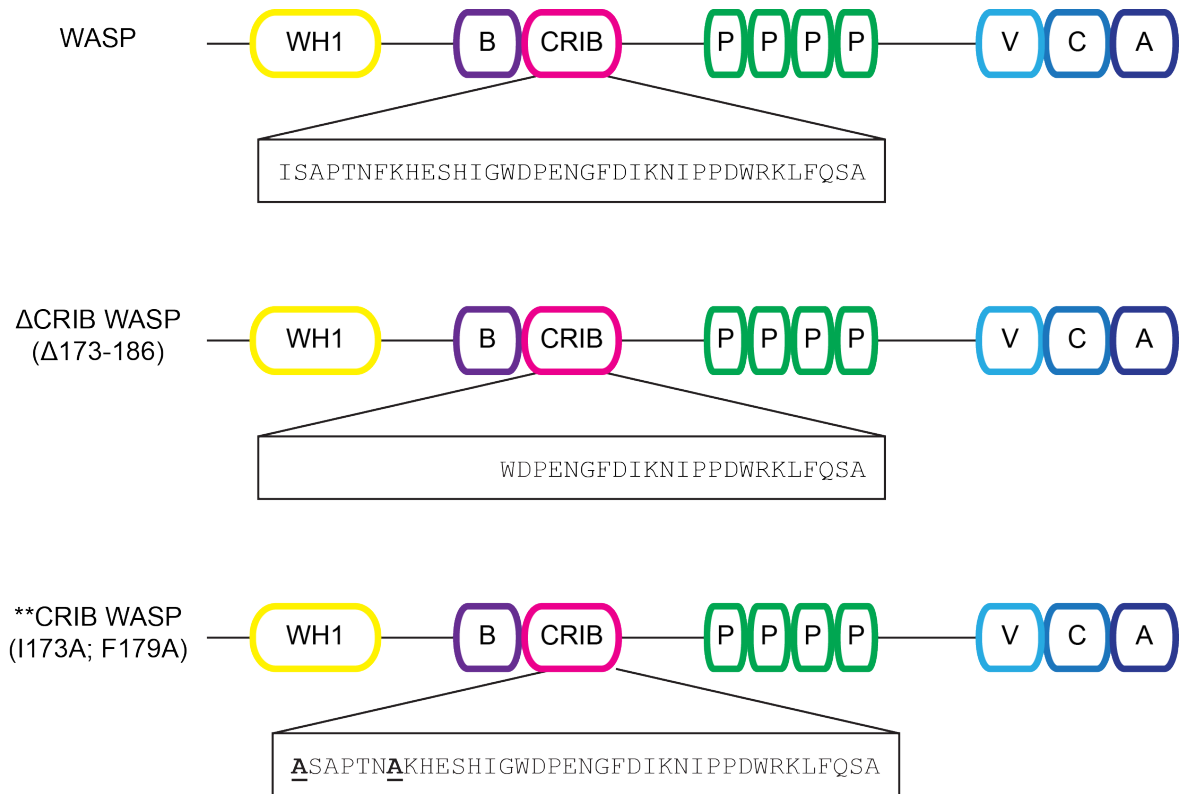 WASP WH1 B CRIB P P P P V C A
ISAPTNFKHESHIGWDPENGFDIKNIPPDWRKLFQSA
ΔCRIB WASP
(Δ173-186)
WH1 B CRIB P P P P V C A
WDPENGFDIKNIPPDWRKLFQSA
**CRIB WASP
(I173A; F179A)
WH1 B CRIB P P P P V C A
ASAPTNAKHESHIGWDPENGFDIKNIPPDWRKLFQSA